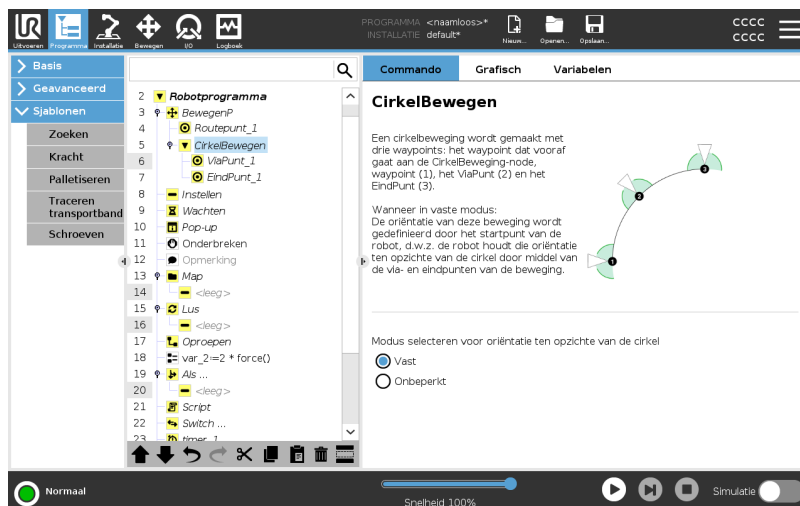 PROGRAMMA <naamloos>*
INSTALLATIE default*
CCCC
CCCC
Uitvoeren Programma Installatie Bewegen I/O Logboek Nieuw... Openen... Opslaan...
Basis
Geavanceerd
Sjablonen
Zoeken
Kracht
Palletiseren
Traceren
transportband
Schroeven
2 Robotprogramma
3 BewegenP
4 Routepunt_1
5 CirkelBewegen
6 ViaPunt_1
7 EindPunt_1
8 Instellen
9 Wachten
10 Pop-up
11 Onderbreken
12 Opmerking
13 Map
14 <leeg>
15 Lus
16 <leeg>
17 Oproepen
18 var_2:=2 * force()
19 Als ...
20 <leeg>
21 Script
22 Switch ...
23 timer_1
Commando Grafisch Variabelen
CirkelBewegen
Een cirkelbeweging wordt gemaakt met
drie waypoints: het waypoint dat vooraf
gaat aan de CirkelBeweging-node,
waypoint (1), het ViaPunt (2) en het
EindPunt (3).
Wanneer in vaste modus:
De oriëntatie van deze beweging wordt
gedefinieerd door het startpunt van de
robot, d.w.z. de robot houdt die oriëntatie
ten opzichte van de cirkel door middel van
de via- en eindpunten van de beweging.
1
2
3
Modus selecteren voor oriëntatie ten opzichte van de cirkel
Vast
Onbeperkt
Normaal
Snelheid 100%
Simulatie